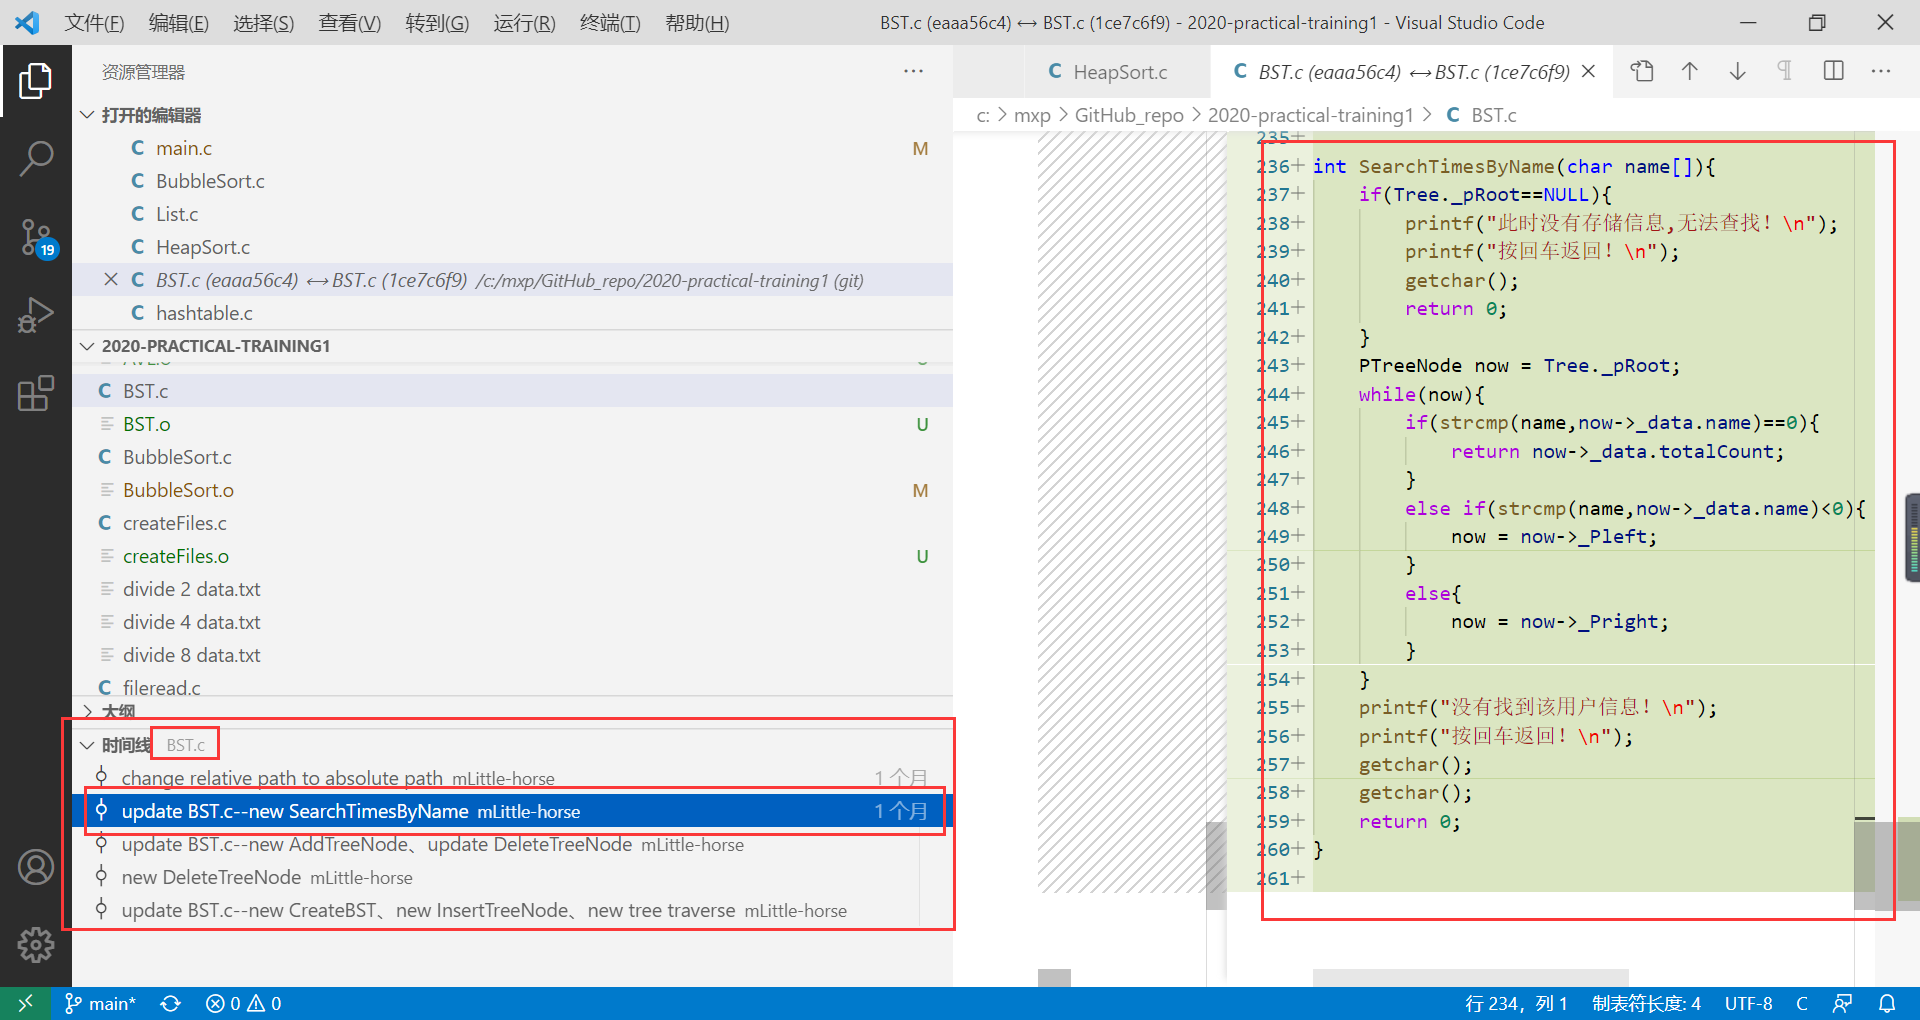 文件(F) 编辑(E) 选择(S) 查看(V) 转到(G) 运行(R) 终端(T) 帮助(H) BST.c (eaaa56c4) ↔ BST.c (1ce7c6f9) - 2020-practical-training1 - Visual Studio Code
资源管理器
打开的编辑器
main.c M
BubbleSort.c
List.c
HeapSort.c
BST.c (eaaa56c4) ↔ BST.c (1ce7c6f9) /c:/mxp/GitHub_repo/2020-practical-training1 (git)
hashtable.c
2020-PRACTICAL-TRAINING1
BST.c
BST.o U
BubbleSort.c
BubbleSort.o M
createFiles.c
createFiles.o U
divide 2 data.txt
divide 4 data.txt
divide 8 data.txt
fileread.c
大纲
时间线 BST.c
change relative path to absolute path mLittle-horse 1 个月
update BST.c--new SearchTimesByName mLittle-horse 1 个月
update BST.c--new AddTreeNode、update DeleteTreeNode mLittle-horse
new DeleteTreeNode mLittle-horse
update BST.c--new CreateBST、new InsertTreeNode、new tree traverse mLittle-horse
19
HeapSort.c BST.c (eaaa56c4) ↔ BST.c (1ce7c6f9)
c: > mxp > GitHub_repo > 2020-practical-training1 > C BST.c
235+
236+ int SearchTimesByName(char name[]){
237+ if(Tree._pRoot==NULL){
238+ printf("此时没有存储信息,无法查找！\n");
239+ printf("按回车返回！\n");
240+ getchar();
241+ return 0;
242+ }
243+ PTreeNode now = Tree._pRoot;
244+ while(now){
245+ if(strcmp(name,now->_data.name)==0){
246+ return now->_data.totalCount;
247+ }
248+ else if(strcmp(name,now->_data.name)<0){
249+ now = now->_Pleft;
250+ }
251+ else{
252+ now = now->_Pright;
253+ }
254+ }
255+ printf("没有找到该用户信息！\n");
256+ printf("按回车返回！\n");
257+ getchar();
258+ getchar();
259+ return 0;
260+ }
261+
main* 0 0 行 234，列 1 制表符长度: 4 UTF-8 C